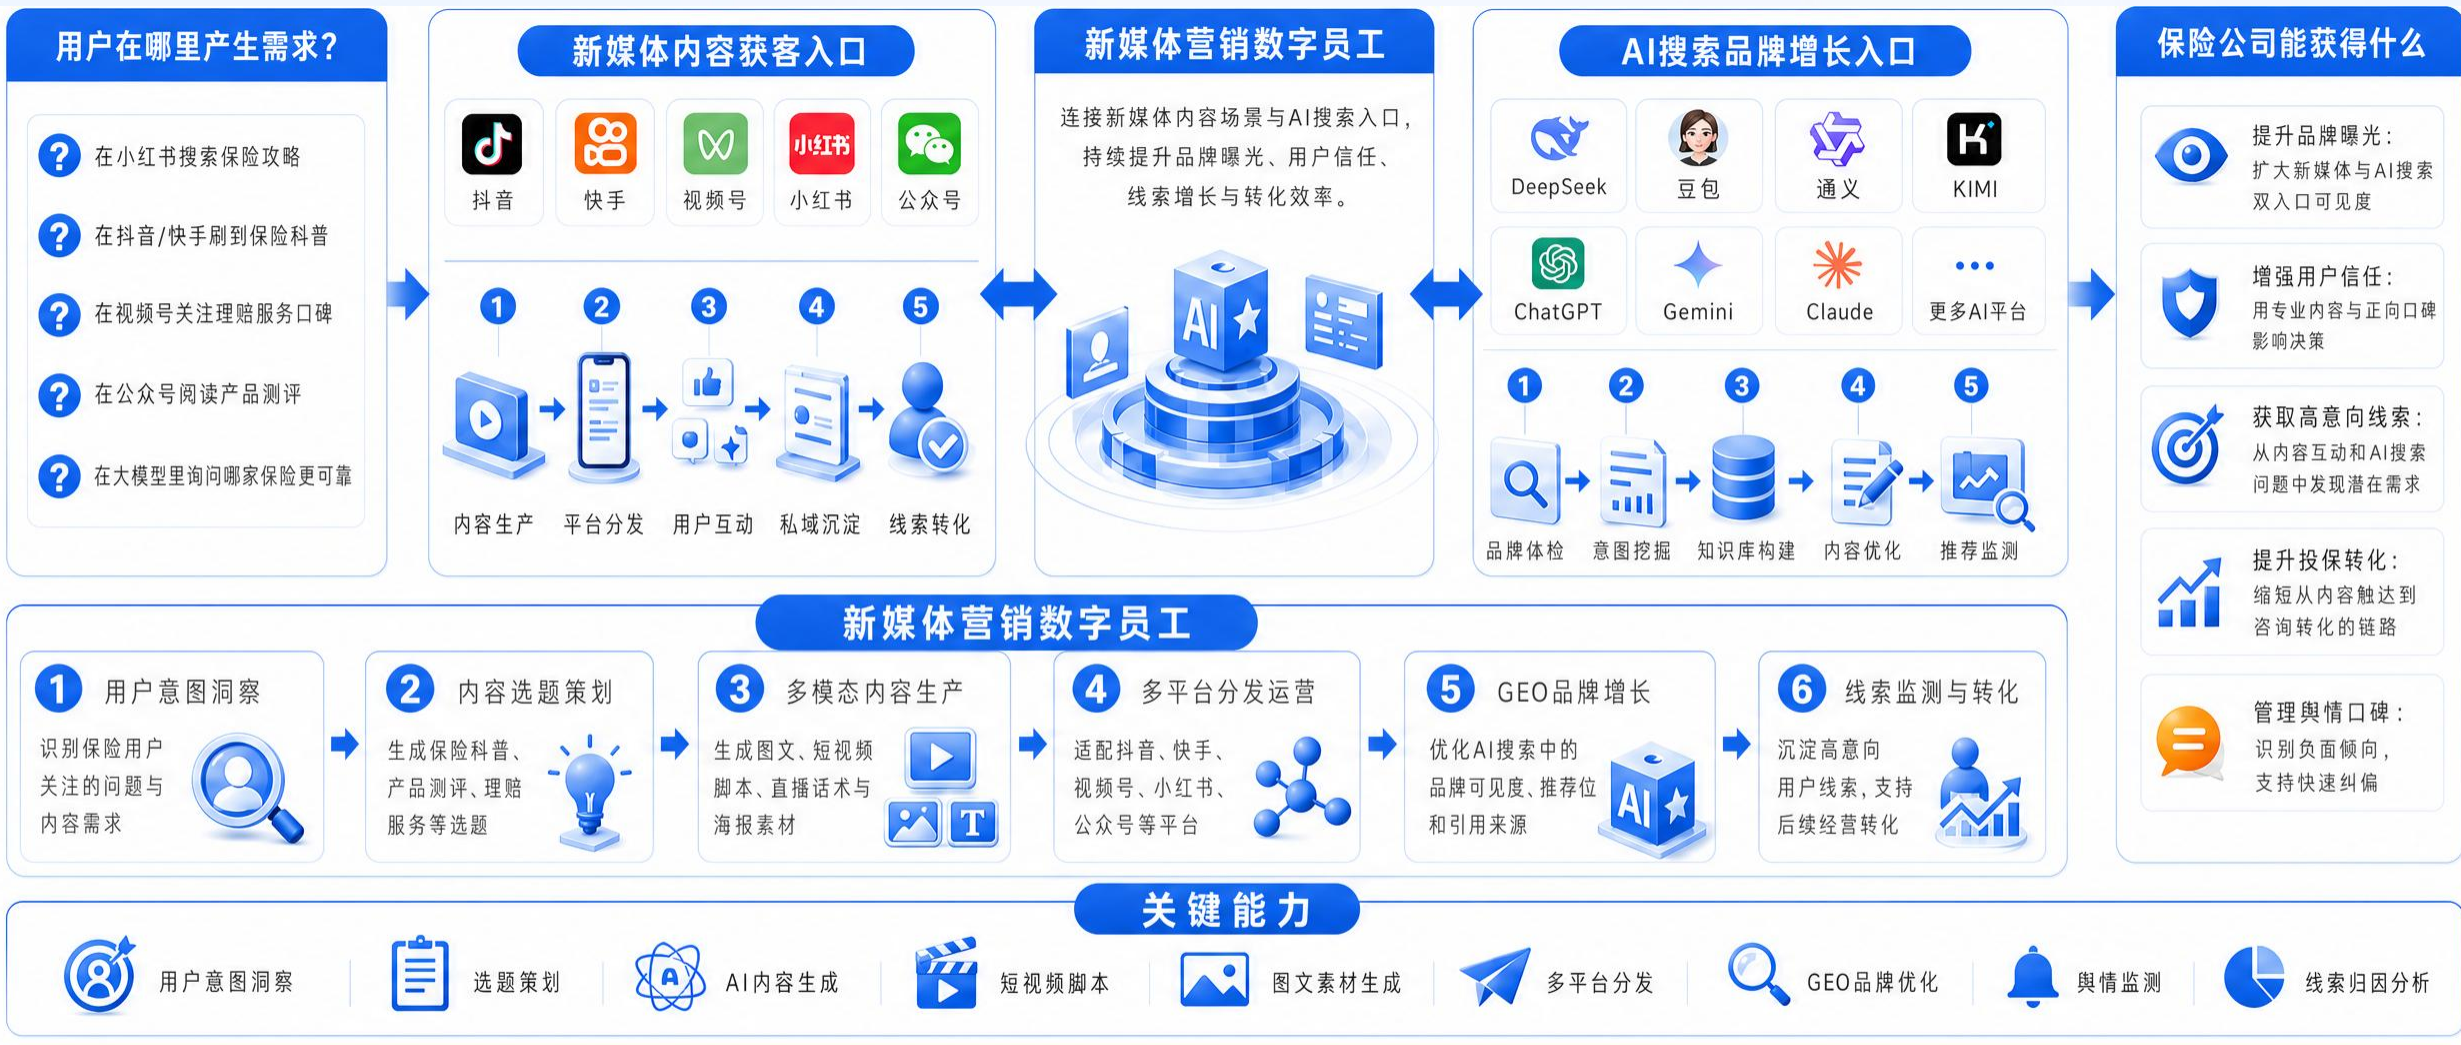 用户在哪里产生需求？
在小红书搜索保险攻略
在抖音/快手刷到保险科普
在视频号关注理赔服务口碑
在公众号阅读产品测评
在大模型里询问哪家保险更可靠
新媒体内容获客入口
小红书
抖音
快手
视频号
小红书
公众号
1
2
3
4
5
内容生产
平台分发
用户互动
私域沉淀
线索转化
新媒体营销数字员工
连接新媒体内容场景与AI搜索入口，
持续提升品牌曝光、用户信任、
线索增长与转化效率。
AI
AI搜索品牌增长入口
K
DeepSeek
豆包
通义
KIMI
ChatGPT
Gemini
Claude
更多AI平台
1
2
3
4
5
品牌体检
意图挖掘
知识库构建
内容优化
推荐监测
保险公司能获得什么
提升品牌曝光：
扩大新媒体与AI搜索
双入口可见度
增强用户信任：
用专业内容与正向口碑
影响决策
获取高意向线索：
从内容互动和AI搜索
问题中发现潜在需求
提升投保转化：
缩短从内容触达到
咨询转化的链路
管理舆情口碑：
识别负面倾向，
支持快速纠偏
新媒体营销数字员工
1 用户意图洞察
识别保险用户
关注的问题与
内容需求
2 内容选题策划
生成保险科普、
产品测评、理赔
服务等选题
3 多模态内容生产
生成图文、短视频
脚本、直播话术与
海报素材
T
4 多平台分发运营
适配抖音、快手、
视频号、小红书、
公众号等平台
5 GEO品牌增长
优化AI搜索中的
品牌可见度、推荐位
和引用来源
AI
6 线索监测与转化
沉淀高意向
用户线索，支持
后续经营转化
关键能力
用户意图洞察
选题策划
A
AI内容生成
短视频脚本
图文素材生成
多平台分发
GEO品牌优化
舆情监测
线索归因分析